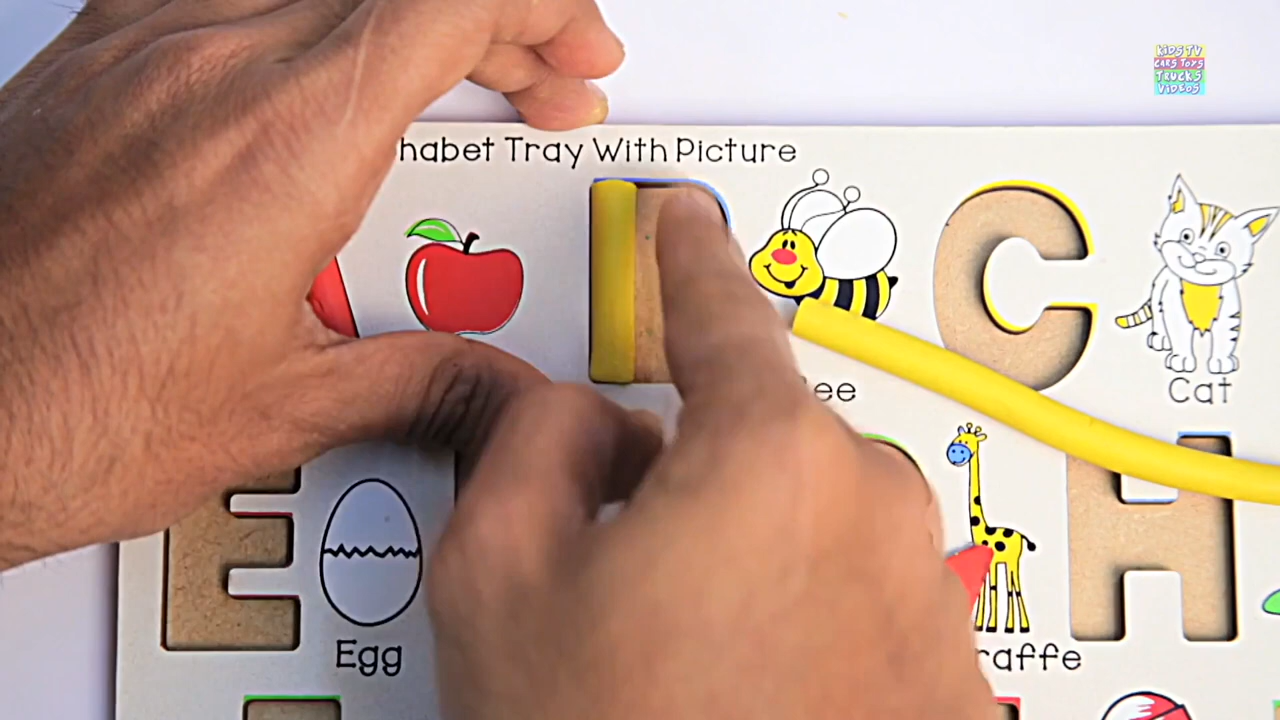 KiDS TV
CARS TOYS
TRUCKS
ViDEOS
habet Tray With Picture
ee
Cat
Egg
raffe